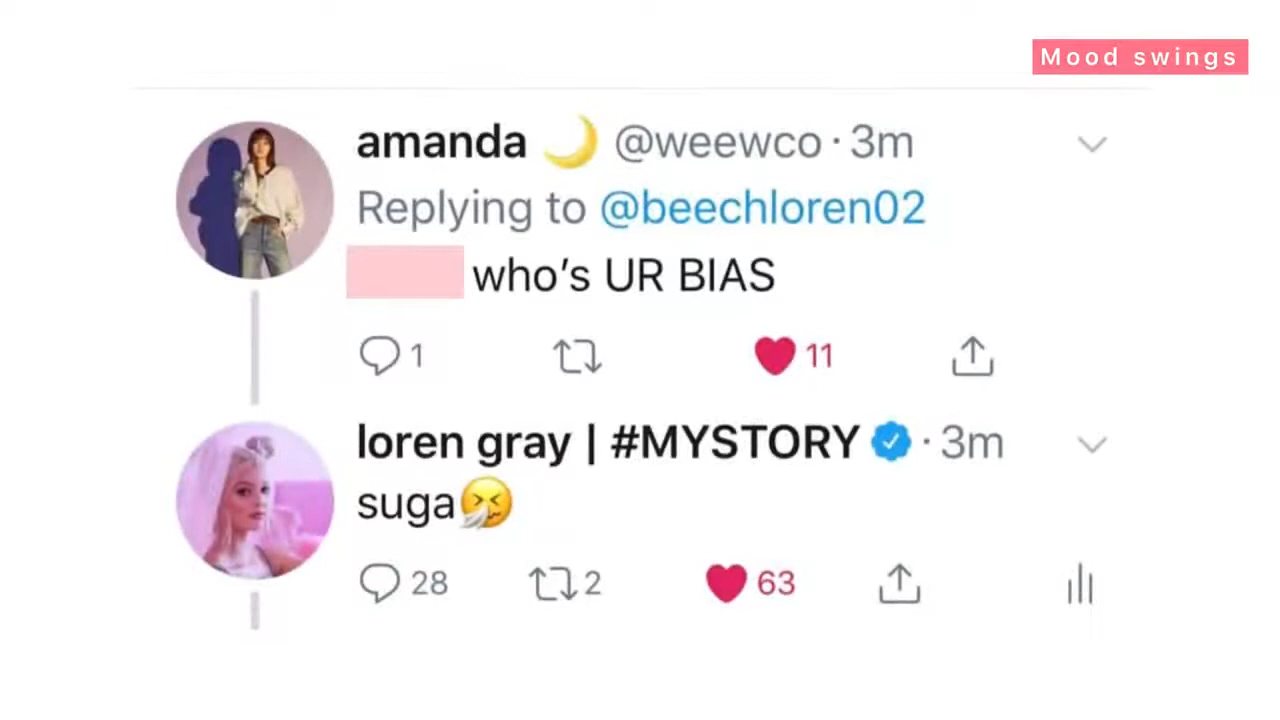 Mood swings
amanda 🌙 @weewco · 3m
Replying to @beechloren02
who's UR BIAS
1 11
loren gray | #MYSTORY · 3m
suga🤧
28 2 63